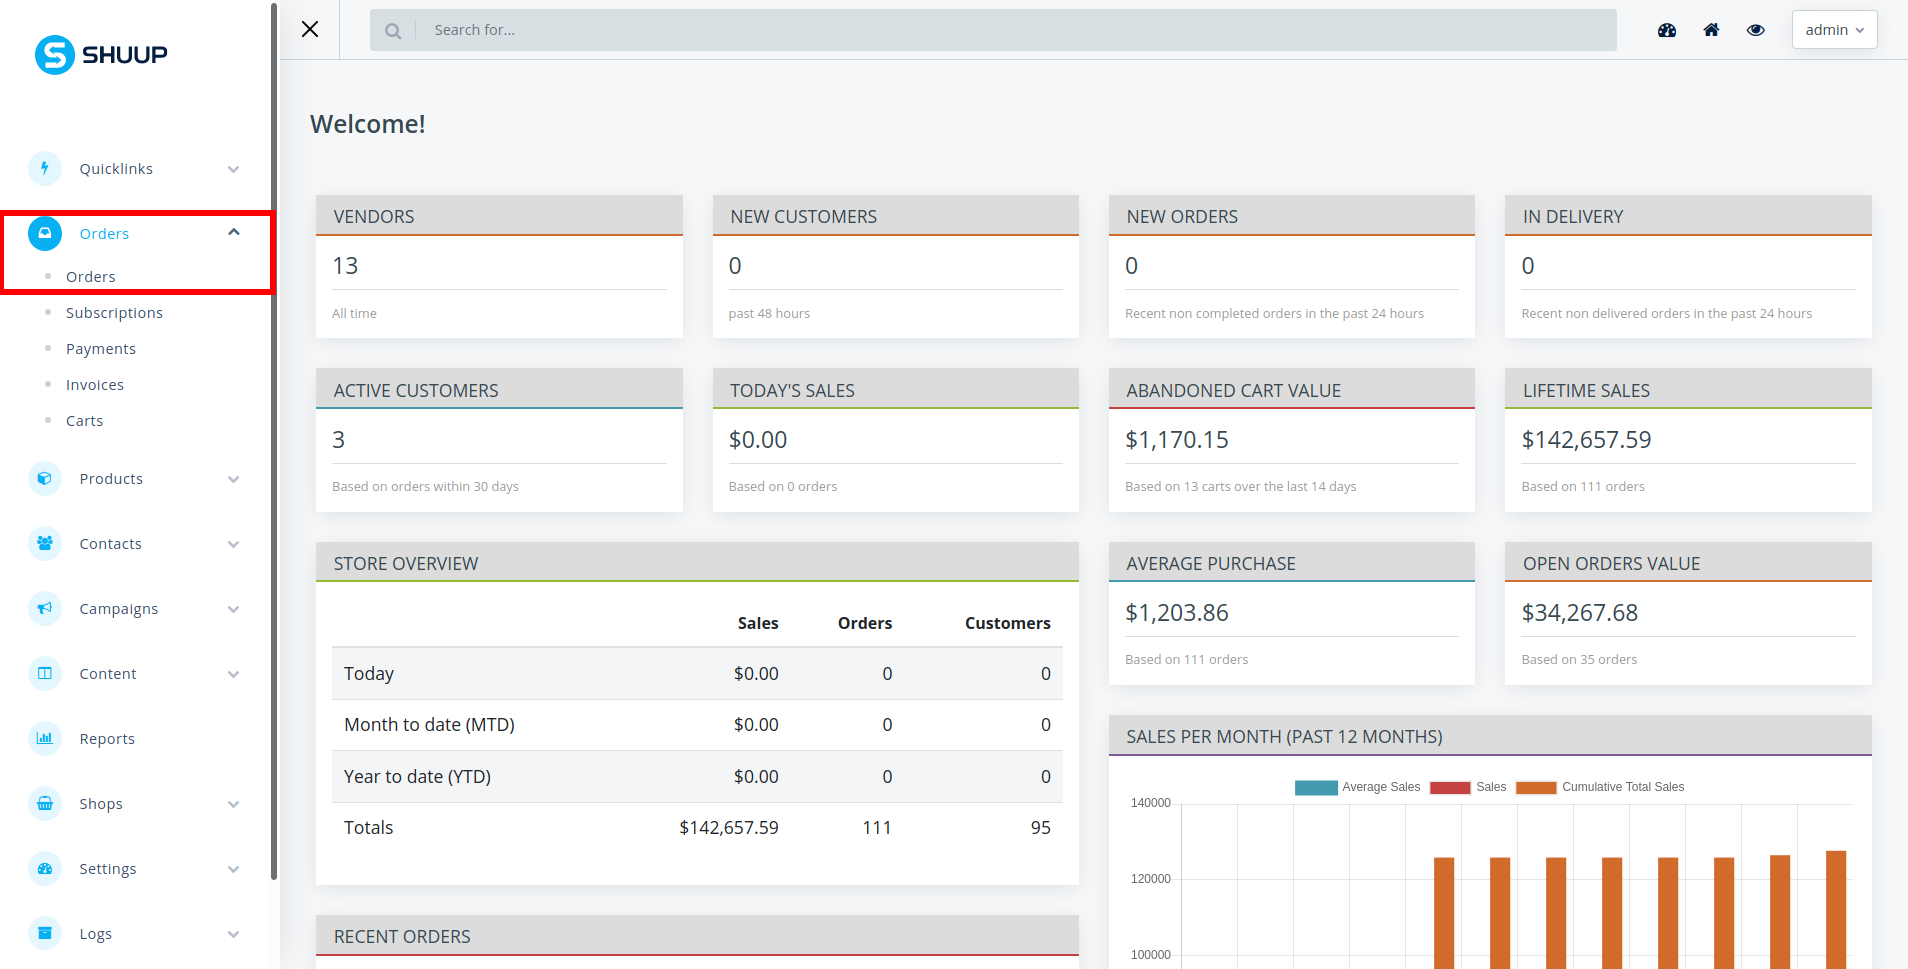 SHUUP
Search for...
admin
Quicklinks
Orders
Orders
Subscriptions
Payments
Invoices
Carts
Products
Contacts
Campaigns
Content
Reports
Shops
Settings
Logs
Welcome!
VENDORS
13
All time
NEW CUSTOMERS
0
past 48 hours
NEW ORDERS
0
Recent non completed orders in the past 24 hours
IN DELIVERY
0
Recent non delivered orders in the past 24 hours
ACTIVE CUSTOMERS
3
Based on orders within 30 days
TODAY'S SALES
$0.00
Based on 0 orders
ABANDONED CART VALUE
$1,170.15
Based on 13 carts over the last 14 days
LIFETIME SALES
$142,657.59
Based on 111 orders
STORE OVERVIEW
Sales Orders Customers
Today $0.00 0 0
Month to date (MTD) $0.00 0 0
Year to date (YTD) $0.00 0 0
Totals $142,657.59 111 95
AVERAGE PURCHASE
$1,203.86
Based on 111 orders
OPEN ORDERS VALUE
$34,267.68
Based on 35 orders
SALES PER MONTH (PAST 12 MONTHS)
Average Sales Sales Cumulative Total Sales
140000
120000
100000
RECENT ORDERS